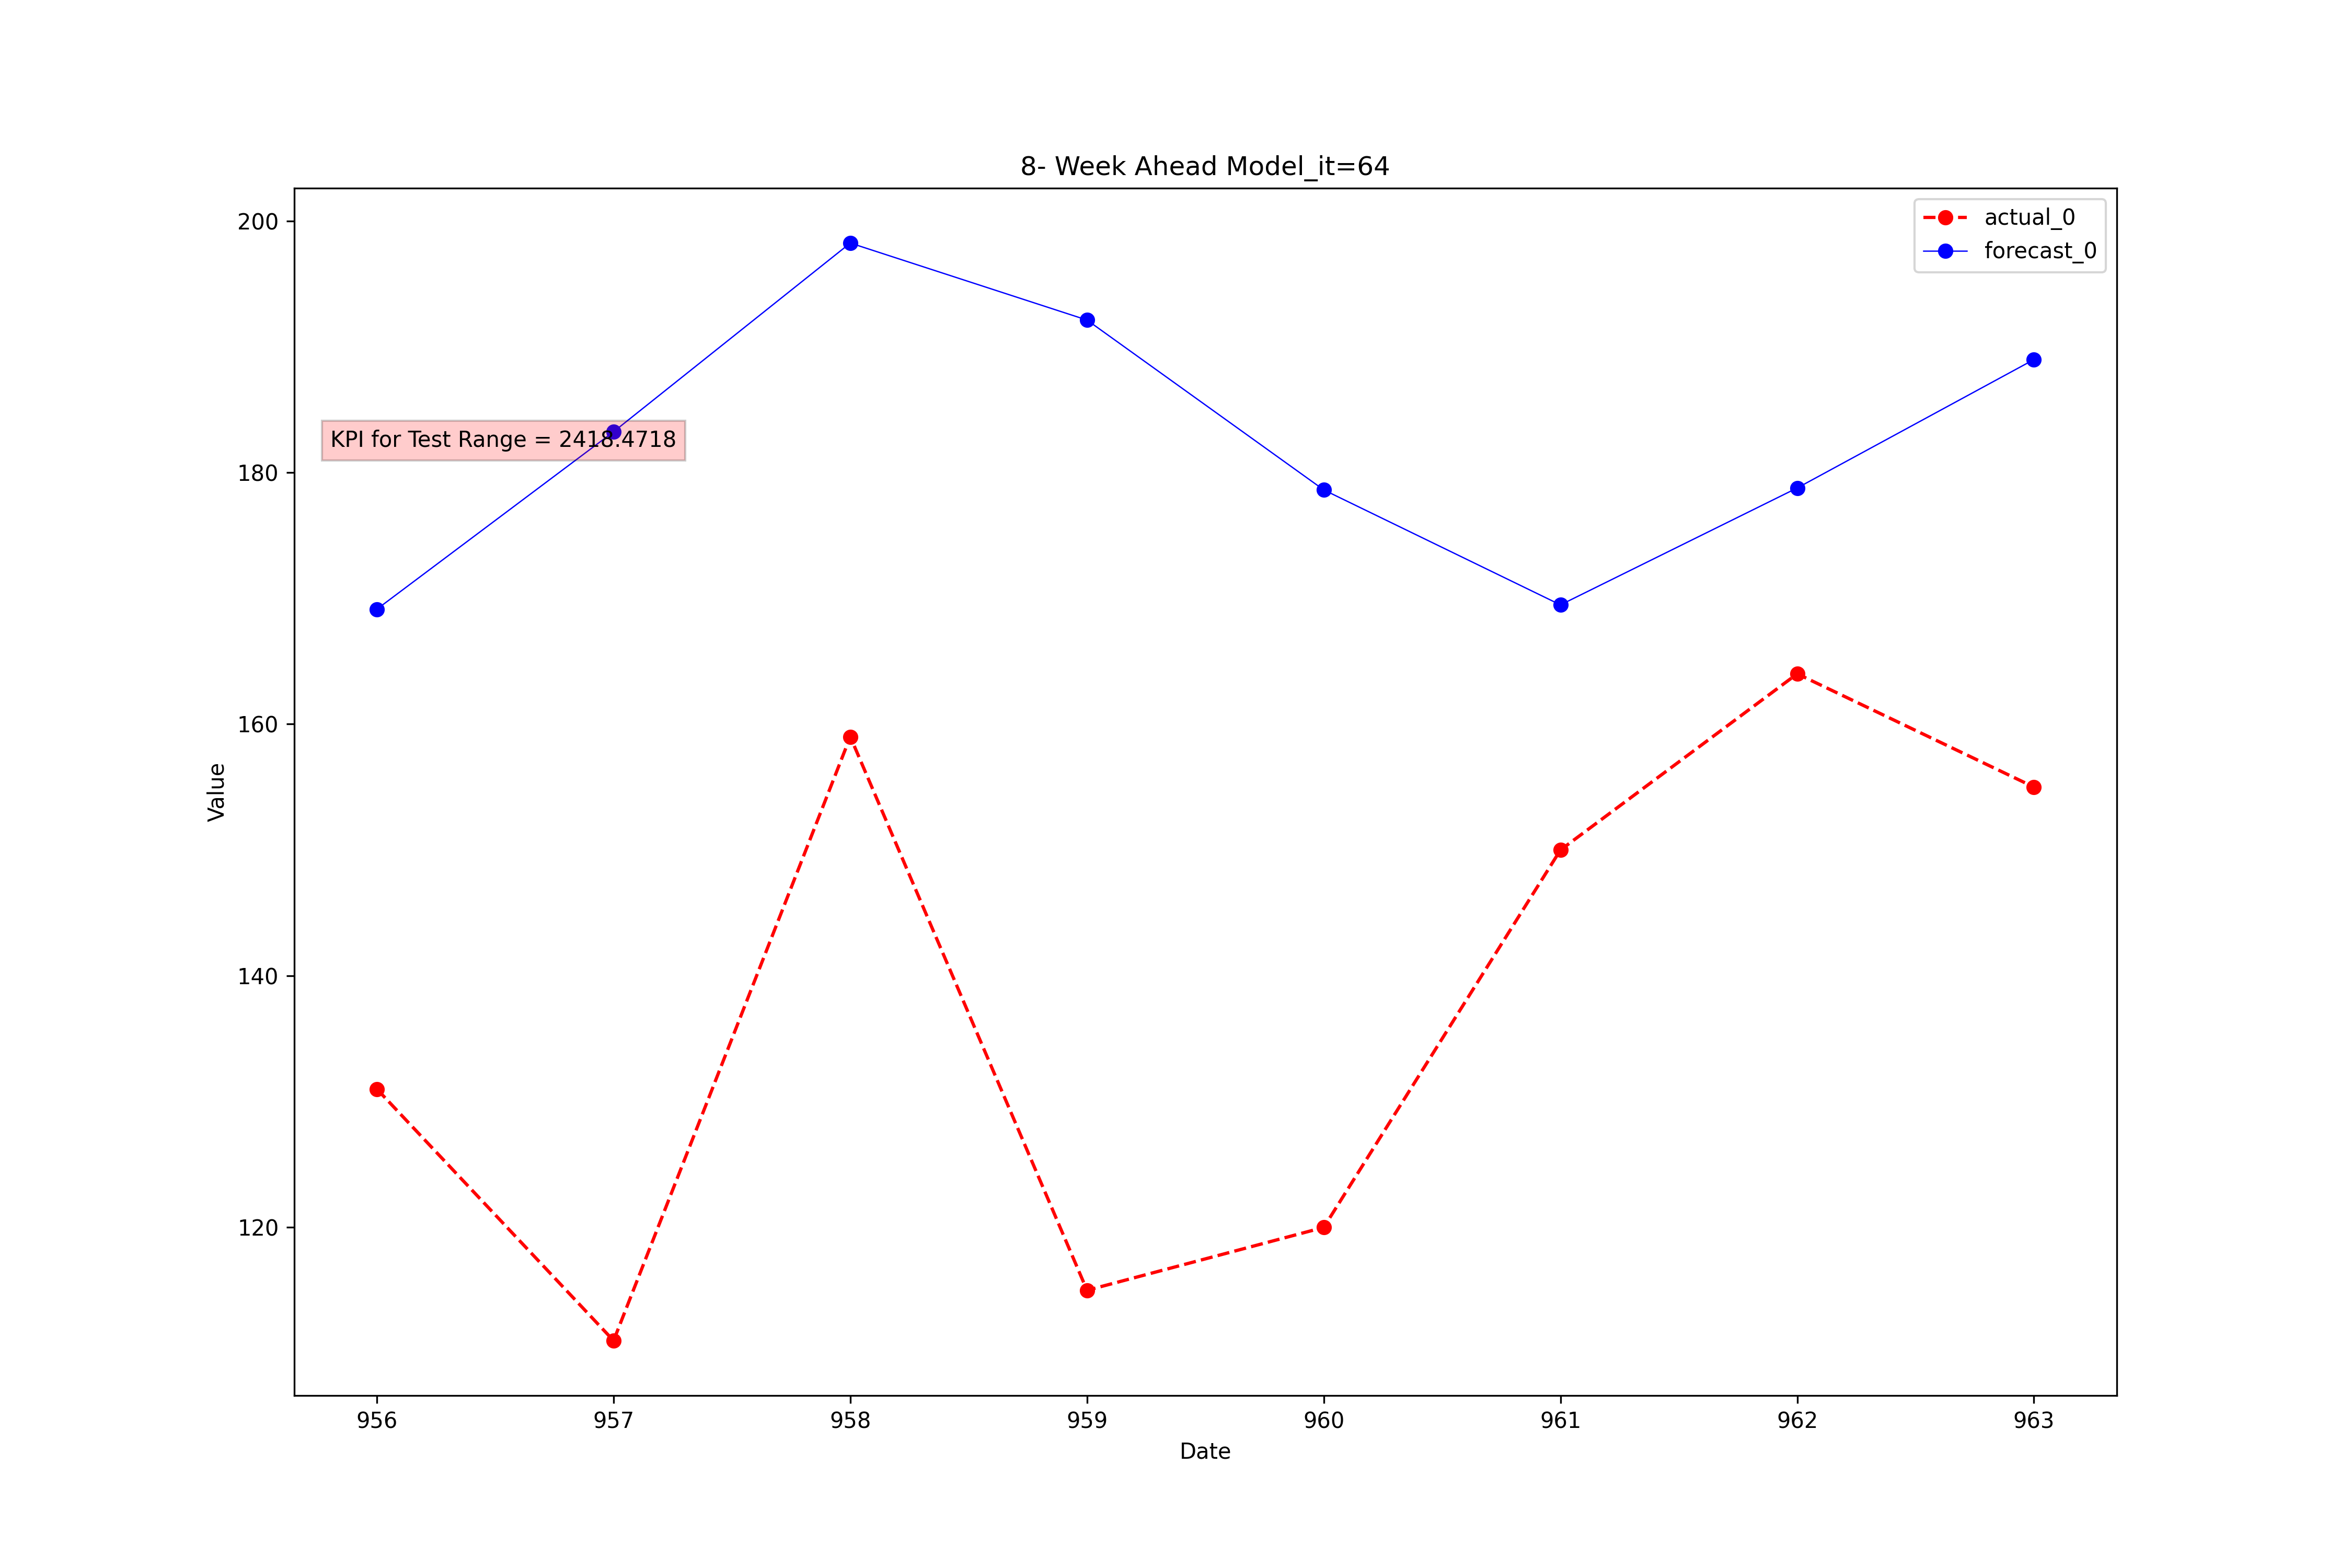 8- Week Ahead Model_it=64
actual_0
forecast_0
KPI for Test Range = 2418.4718
Value
200
180
160
140
120
956 957 958 959 960 961 962 963
Date